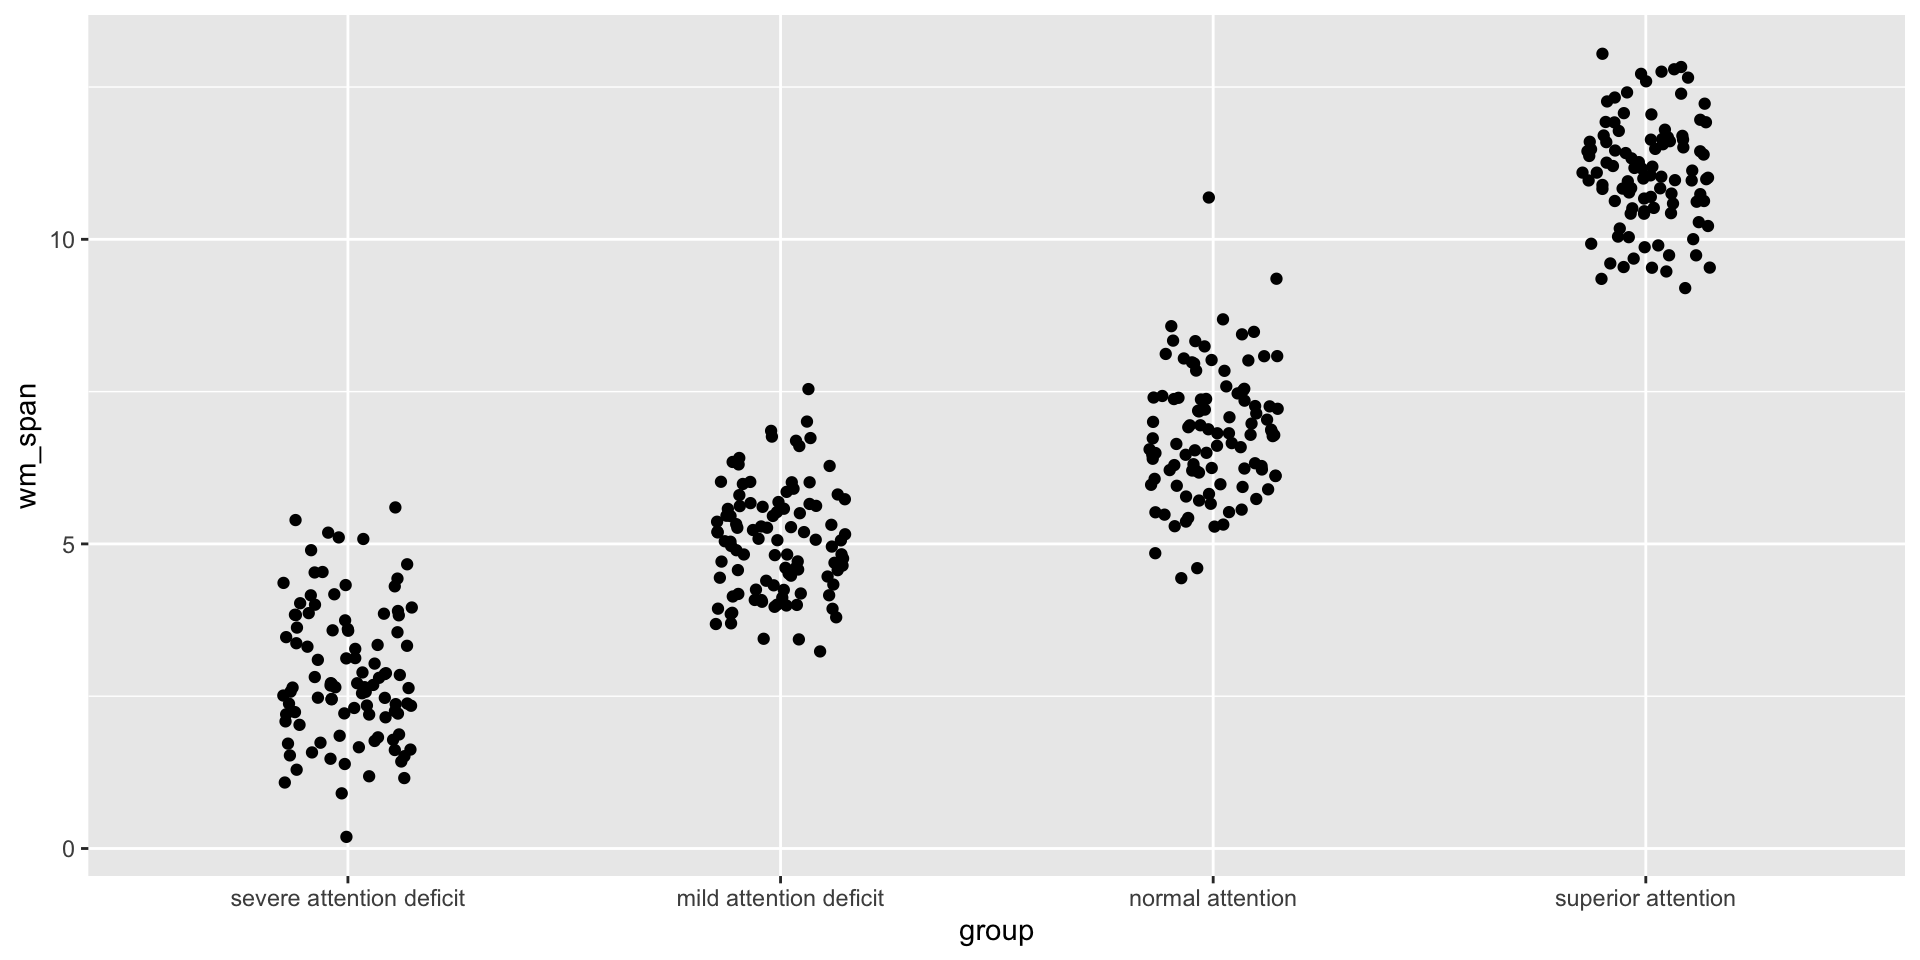 wm_span
10
5
0
severe attention deficit
mild attention deficit
normal attention
superior attention
group